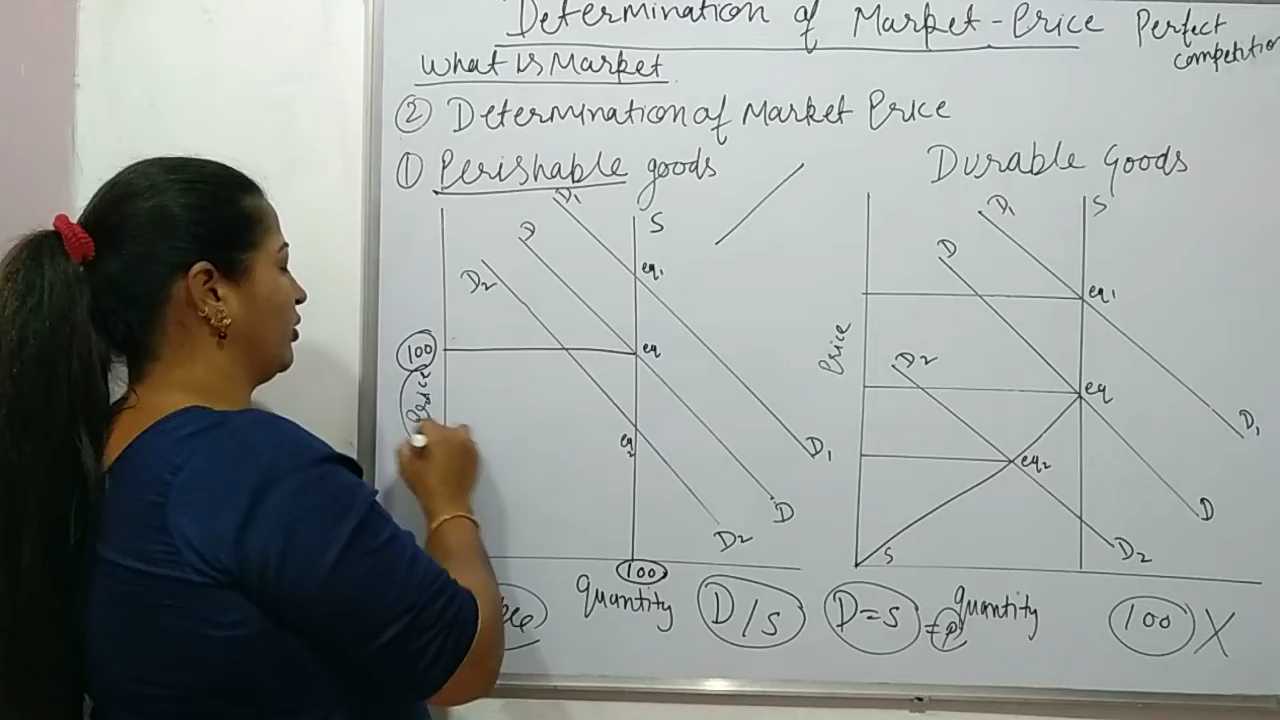 Determination of Market-Price Perfect
competition
What is Market
② Determination of Market Price
① Perishable goods
Durable Goods
D1
D
D2
S
eq1
eq
eq2
100
Price
D1
D
D2
100
quantity
D/S
D1
D
D2
S
eq1
eq
eq2
Price
S
D1
D
D2
D=S
=P
quantity
100 X